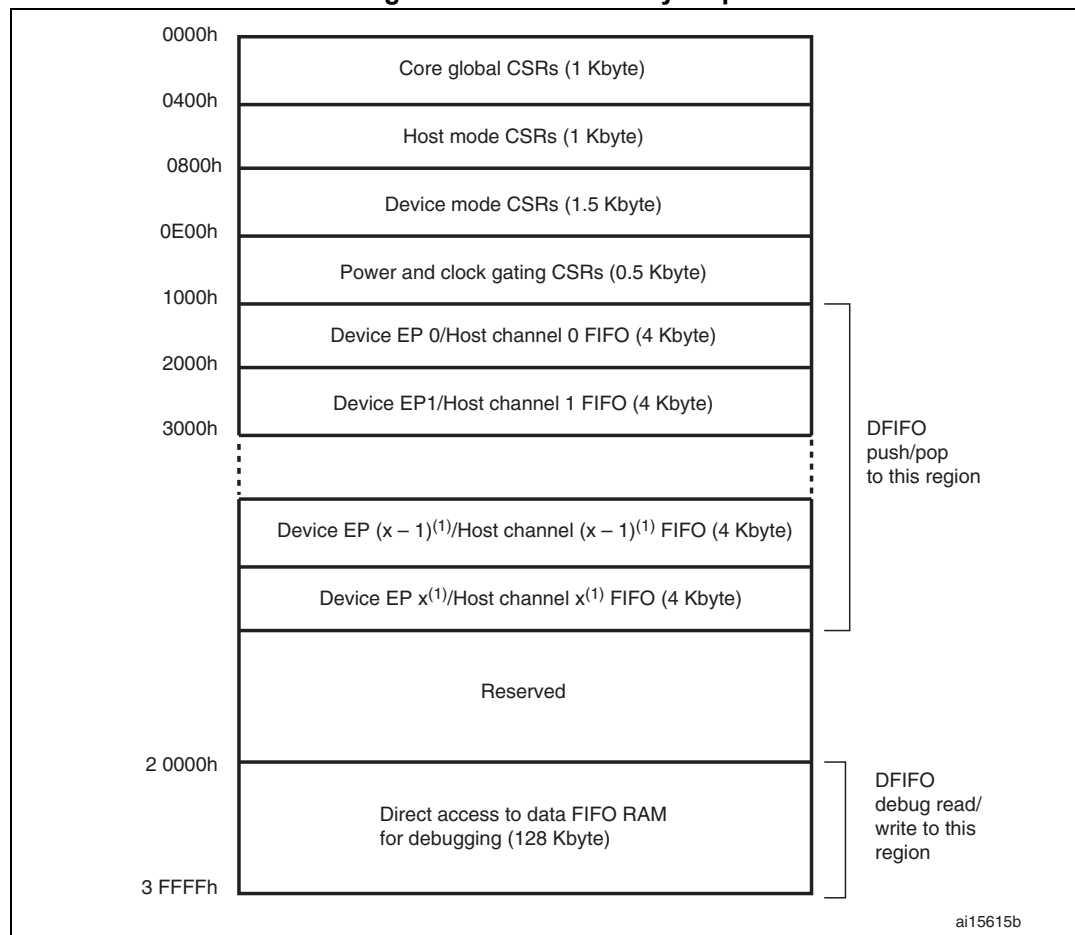 0000h
Core global CSRs (1 Kbyte)
0400h
Host mode CSRs (1 Kbyte)
0800h
Device mode CSRs (1.5 Kbyte)
0E00h
Power and clock gating CSRs (0.5 Kbyte)
1000h
Device EP 0/Host channel 0 FIFO (4 Kbyte)
2000h
Device EP1/Host channel 1 FIFO (4 Kbyte)
3000h
DFIFO
push/pop
to this region
Device EP (x – 1)(1)/Host channel (x – 1)(1) FIFO (4 Kbyte)
Device EP x(1)/Host channel x(1) FIFO (4 Kbyte)
Reserved
2 0000h
Direct access to data FIFO RAM
for debugging (128 Kbyte)
DFIFO
debug read/
write to this
region
3 FFFFh
ai15615b